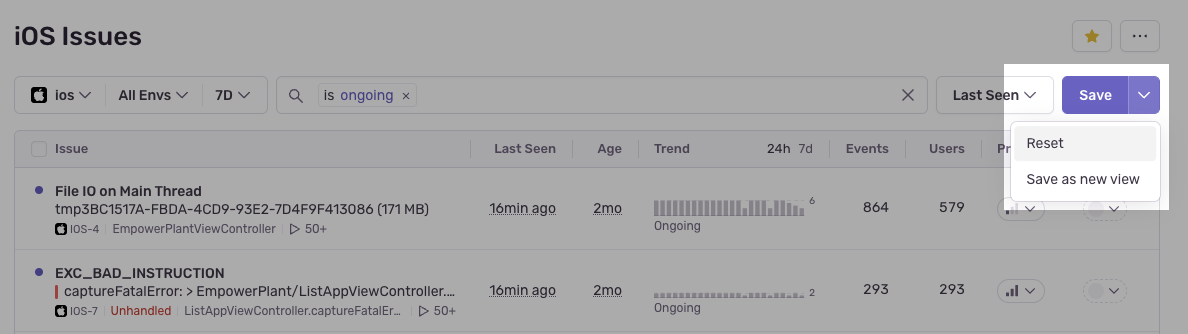 iOS Issues
ios All Envs 7D is ongoing × Last Seen Save
Reset
Save as new view
Issue Last Seen Age Trend 24h 7d Events Users Pr
File IO on Main Thread
tmp3BC1517A-FBDA-4CD9-93E2-7D4F9F413086 (171 MB) 16min ago 2mo 6 864 579
IOS-4 EmpowerPlantViewController 50+ Ongoing
EXC_BAD_INSTRUCTION
captureFatalError: > EmpowerPlant/ListAppViewController.... 16min ago 2mo 2 293 293
IOS-7 Unhandled ListAppViewController.captureFatalEr... 50+ Ongoing